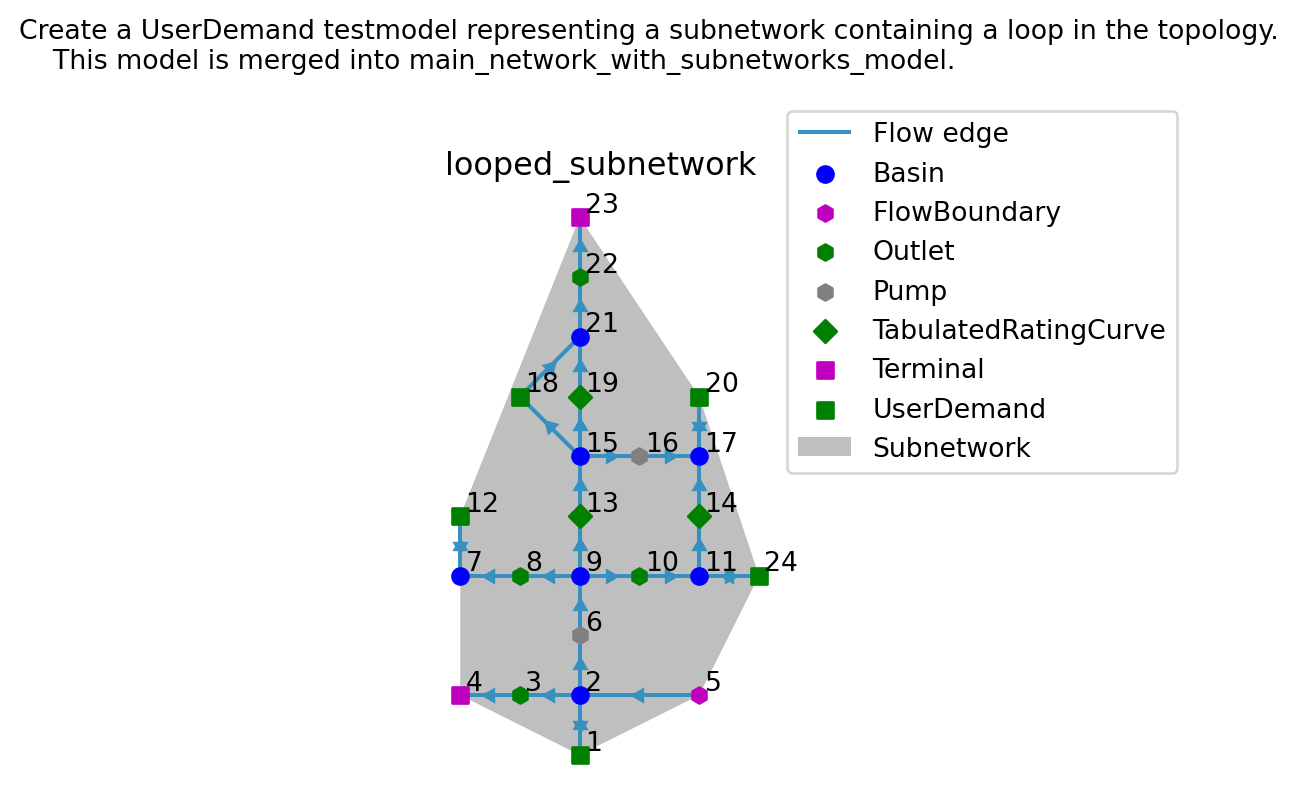 Create a UserDemand testmodel representing a subnetwork containing a loop in the topology.
This model is merged into main_network_with_subnetworks_model.
looped_subnetwork
Flow edge
Basin
FlowBoundary
Outlet
Pump
TabulatedRatingCurve
Terminal
UserDemand
Subnetwork
23
22
21
18 19 20
15 16 17
12 13 14
7 8 9 10 11 24
6
4 3 2 5
1